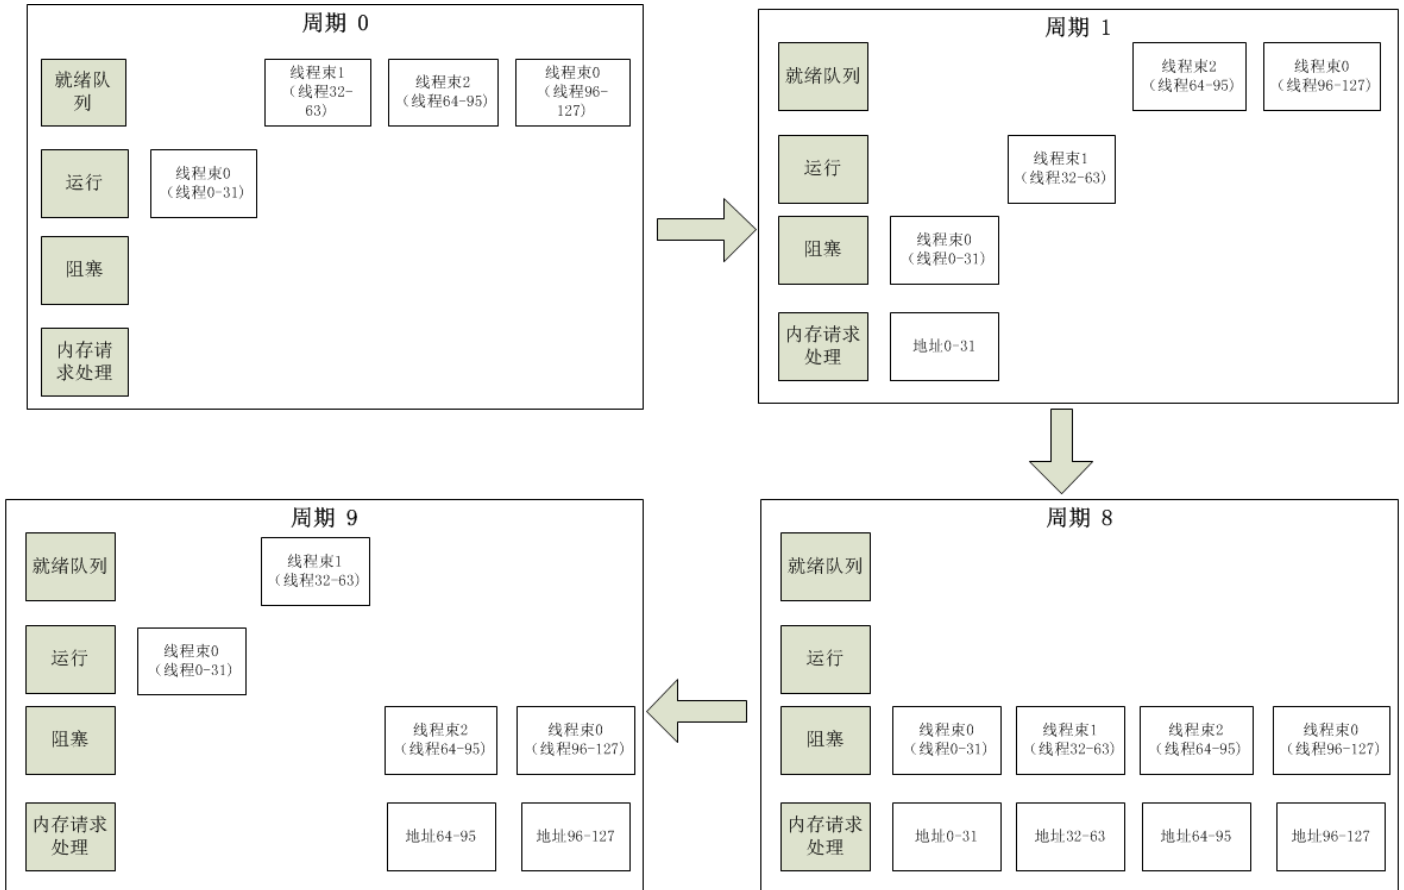 周期 0
就绪队
列
线程束1
（线程32-
63）
线程束2
（线程64-95）
线程束0
（线程96-
127）
运行
线程束0
（线程0-31）
阻塞
内存请
求处理
周期 1
就绪队列
线程束2
（线程64-95）
线程束0
（线程96-127）
运行
线程束1
（线程32-63）
阻塞
线程束0
（线程0-31）
内存请求
处理
地址0-31
周期 9
就绪队列
线程束1
（线程32-63）
运行
线程束0
（线程0-31）
阻塞
线程束2
（线程64-95）
线程束0
（线程96-127）
内存请求
处理
地址64-95
地址96-127
周期 8
就绪队列
运行
阻塞
线程束0
（线程0-31）
线程束1
（线程32-63）
线程束2
（线程64-95）
线程束0
（线程96-127）
内存请求
处理
地址0-31
地址32-63
地址64-95
地址96-127